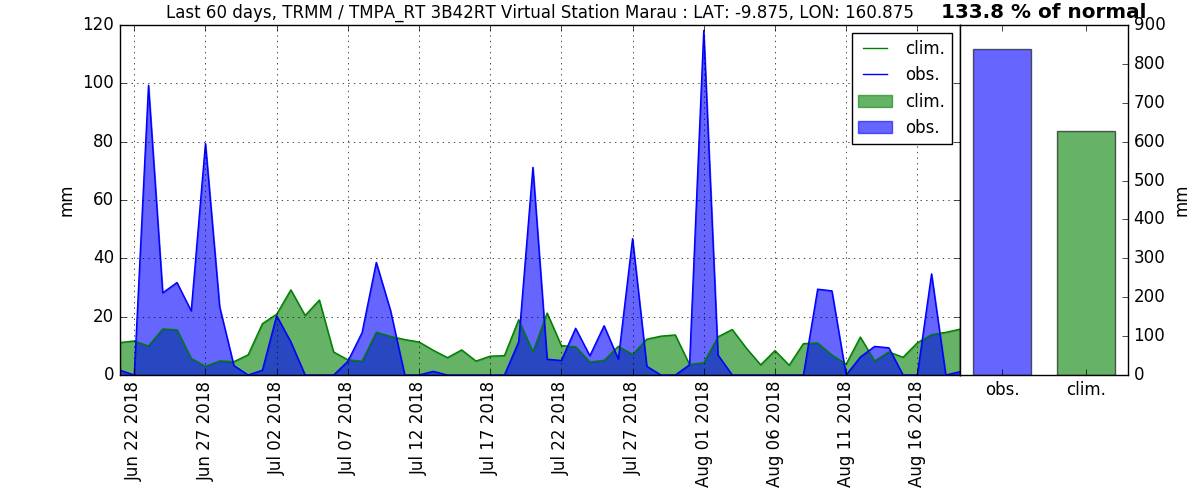 Last 60 days, TRMM / TMPA_RT 3B42RT Virtual Station Marau : LAT: -9.875, LON: 160.875
133.8 % of normal
120
100
80
60
40
20
0
mm
clim.
obs.
clim.
obs.
900
800
700
600
500
400
300
200
100
0
mm
Jun 22 2018
Jun 27 2018
Jul 02 2018
Jul 07 2018
Jul 12 2018
Jul 17 2018
Jul 22 2018
Jul 27 2018
Aug 01 2018
Aug 06 2018
Aug 11 2018
Aug 16 2018
obs.
clim.